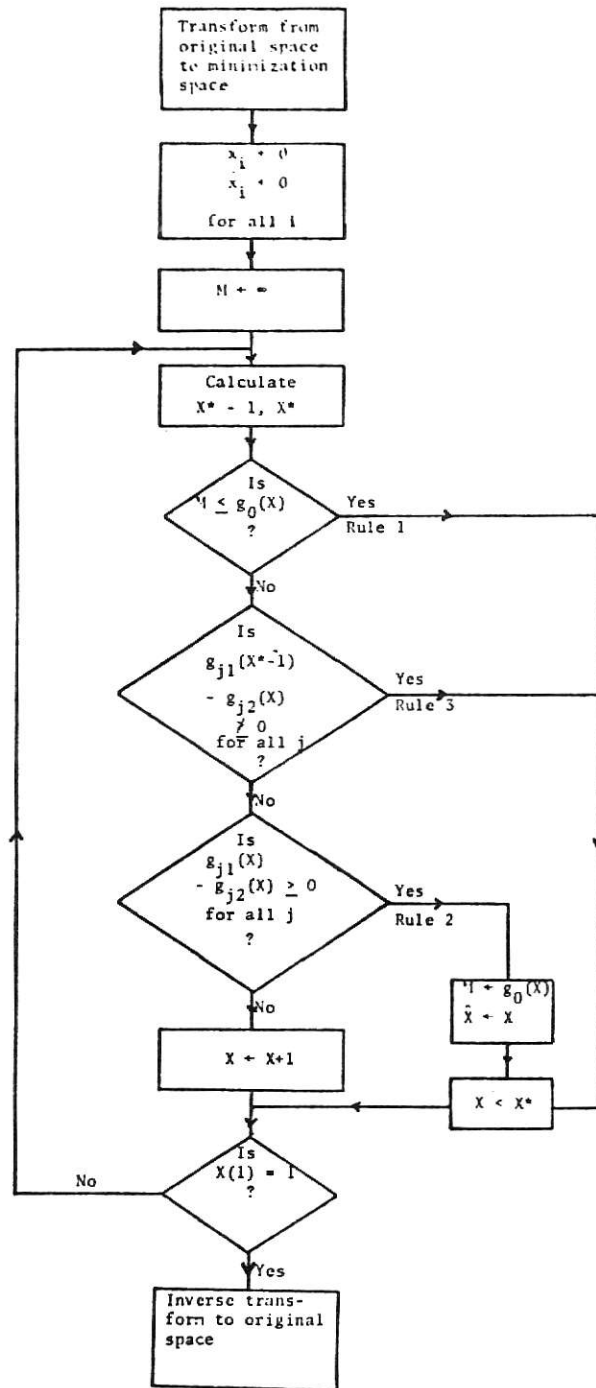 Transform from
original space
to minimization
space
x_i ← 0
x̂_i ← 0
for all i
M ← ∞
Calculate
X* - 1, X*
Is
M ≤ g_0(X)
?
Yes
Rule 1
No
Is
g_j1(X*-1)
- g_j2(X)
≱ 0
for all j
?
Yes
Rule 3
No
Is
g_j1(X)
- g_j2(X) ≥ 0
for all j
?
Yes
Rule 2
M ← g_0(X)
X̂ ← X
No
X ← X+1
X < X*
Is
X(1) = 1
?
No
Yes
Inverse trans-
form to original
space